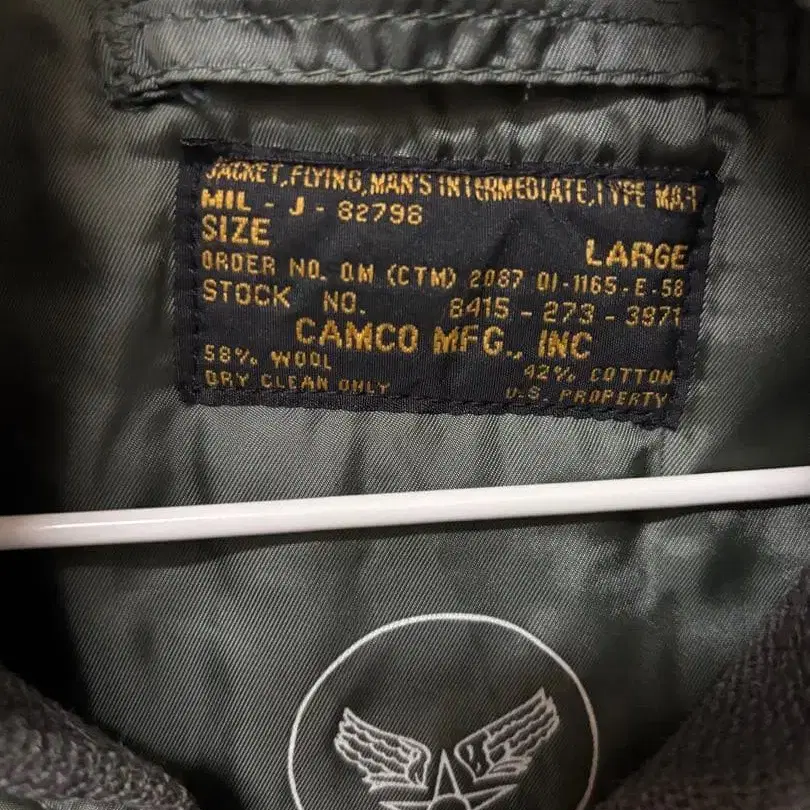 JACKET, FLYING, MAN'S INTERMEDIATE, TYPE MA-1
MIL - J - 82798
SIZE LARGE
ORDER NO. QM (CTM) 2087 01-1165-E-58
STOCK NO. 8415 - 273 - 3971
CAMCO MFG., INC
58% WOOL 42% COTTON
DRY CLEAN ONLY U.S. PROPERTY